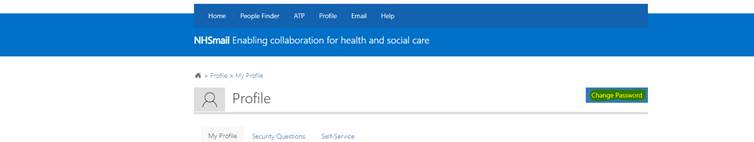 Home People Finder ATP Profile Email Help
NHSmail Enabling collaboration for health and social care
» Profile » My Profile
Profile Change Password
My Profile Security Questions Self-Service